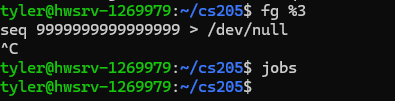 tyler@hwsrv-1269979:~/cs205$ fg %3
seq 9999999999999999 > /dev/null
^C
tyler@hwsrv-1269979:~/cs205$ jobs
tyler@hwsrv-1269979:~/cs205$